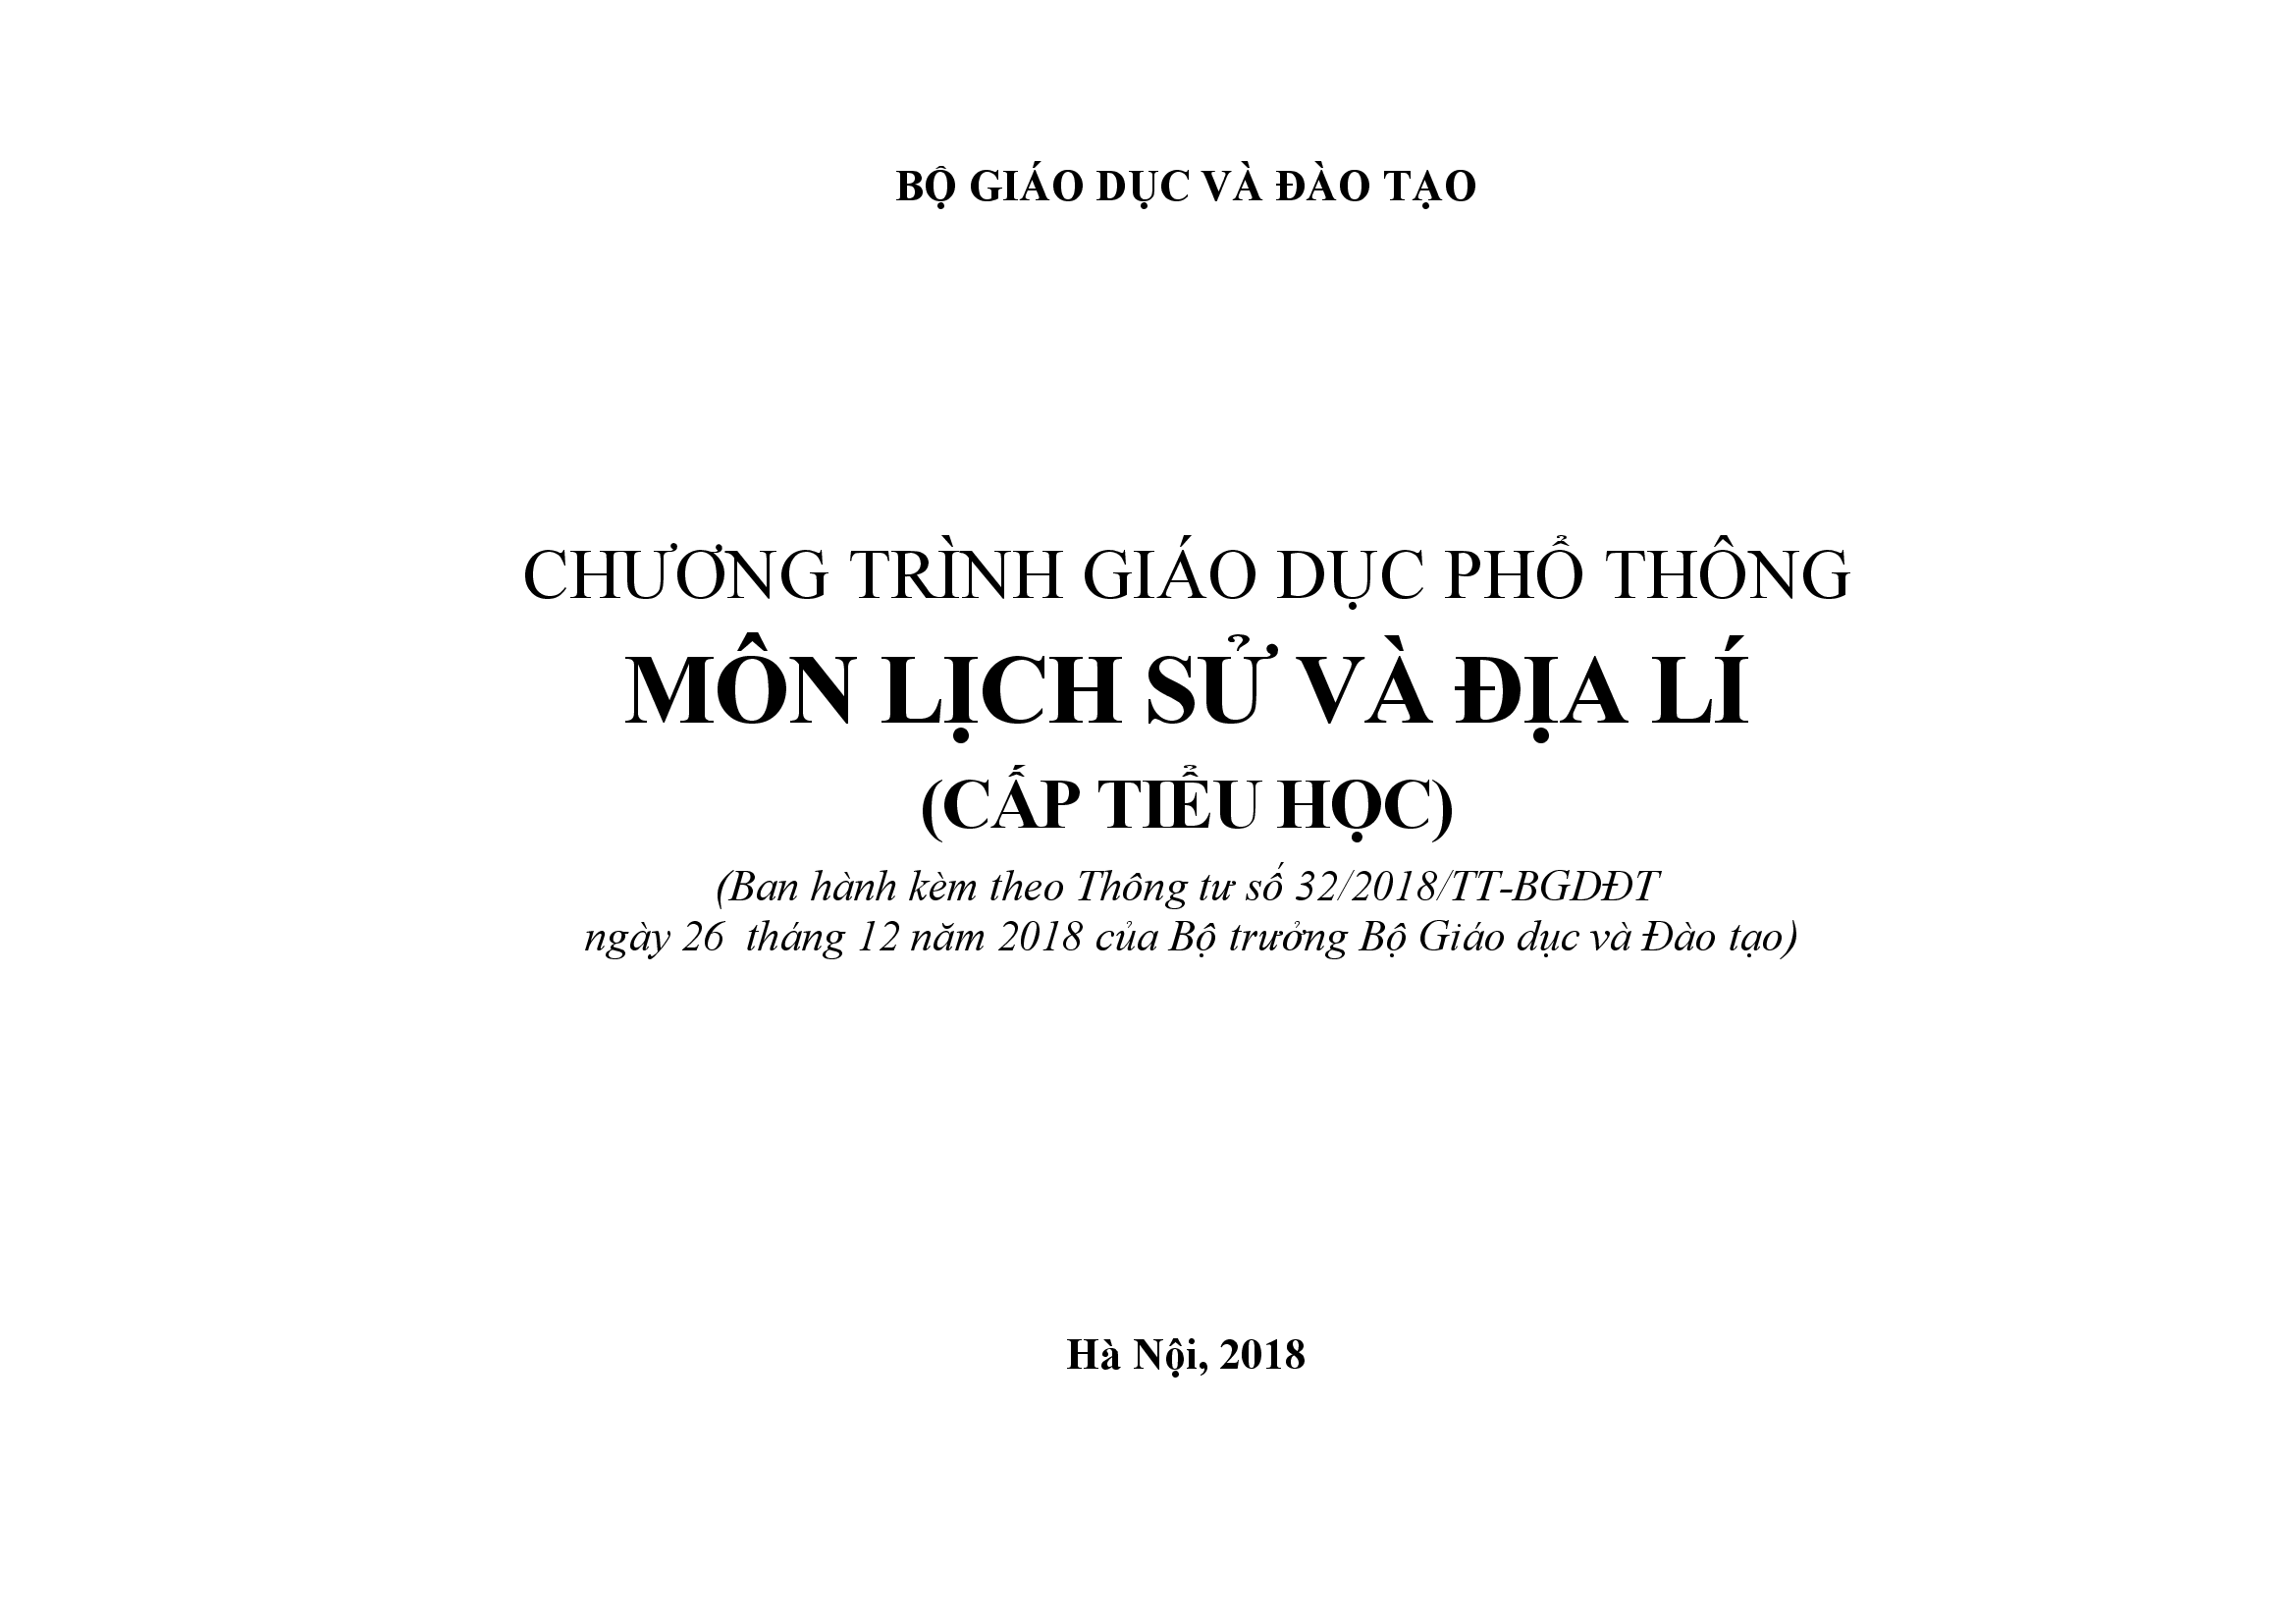 BỘ GIÁO DỤC VÀ ĐÀO TẠO
CHƯƠNG TRÌNH GIÁO DỤC PHỔ THÔNG
MÔN LỊCH SỬ VÀ ĐỊA LÍ
(CẤP TIỂU HỌC)
(Ban hành kèm theo Thông tư số 32/2018/TT-BGDĐT
ngày 26 tháng 12 năm 2018 của Bộ trưởng Bộ Giáo dục và Đào tạo)
Hà Nội, 2018